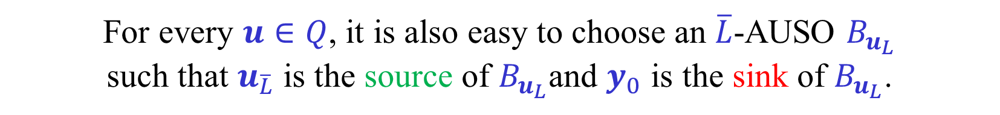 For every 𝒖 ∈ Q, it is also easy to choose an L̅-AUSO B_{𝒖_L}
such that 𝒖_{L̅} is the source of B_{𝒖_L} and 𝒚_0 is the sink of B_{𝒖_L}.